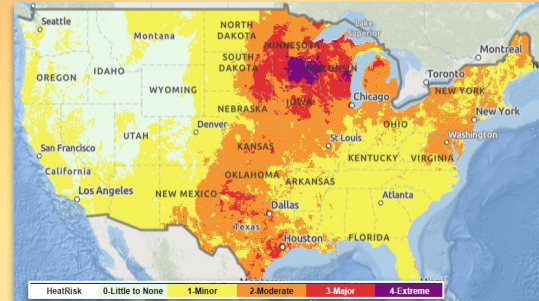 Seattle
NORTH
DAKOTA
Lake
Superior
Montana
MINNESOTA
Montreal
OREGON
IDAHO
SOUTH
DAKOTA
WISCONSIN
Toronto
WYOMING
NEW YORK
IOWA
Chicago
NEBRASKA
New York
OHIO
UTAH
Denver
Washington
San Francisco
KANSAS
St Louis
KENTUCKY
VIRGINIA
California
OKLAHOMA
ARKANSAS
Los Angeles
NEW MEXICO
Atlanta
Dallas
Texas
Houston
FLORIDA
HeatRisk 0-Little to None 1-Minor 2-Moderate 3-Major 4-Extreme